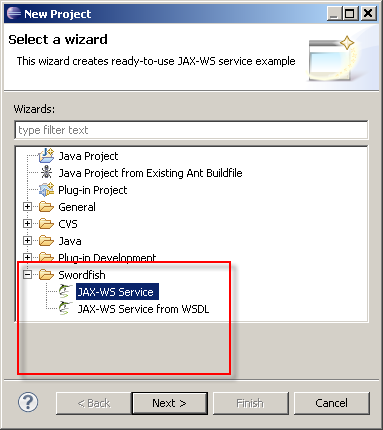 New Project
Select a wizard
This wizard creates ready-to-use JAX-WS service example
Wizards:
type filter text
Java Project
Java Project from Existing Ant Buildfile
Plug-in Project
General
CVS
Java
Plug-in Development
Swordfish
JAX-WS Service
JAX-WS Service from WSDL
? < Back Next > Finish Cancel